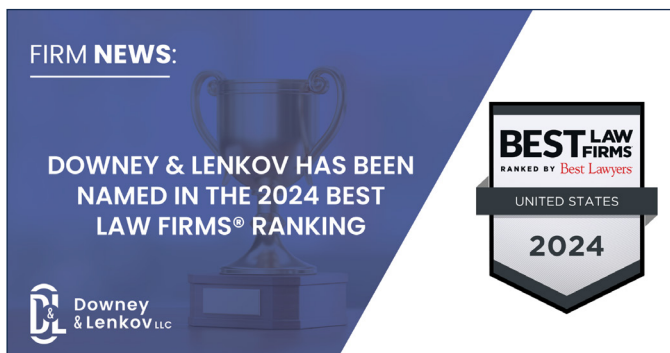 FIRM NEWS:
DOWNEY & LENKOV HAS BEEN
NAMED IN THE 2024 BEST
LAW FIRMS® RANKING
D&L
Downey
& Lenkov LLC
BEST LAW
FIRMS
RANKED BY Best Lawyers
UNITED STATES
2024